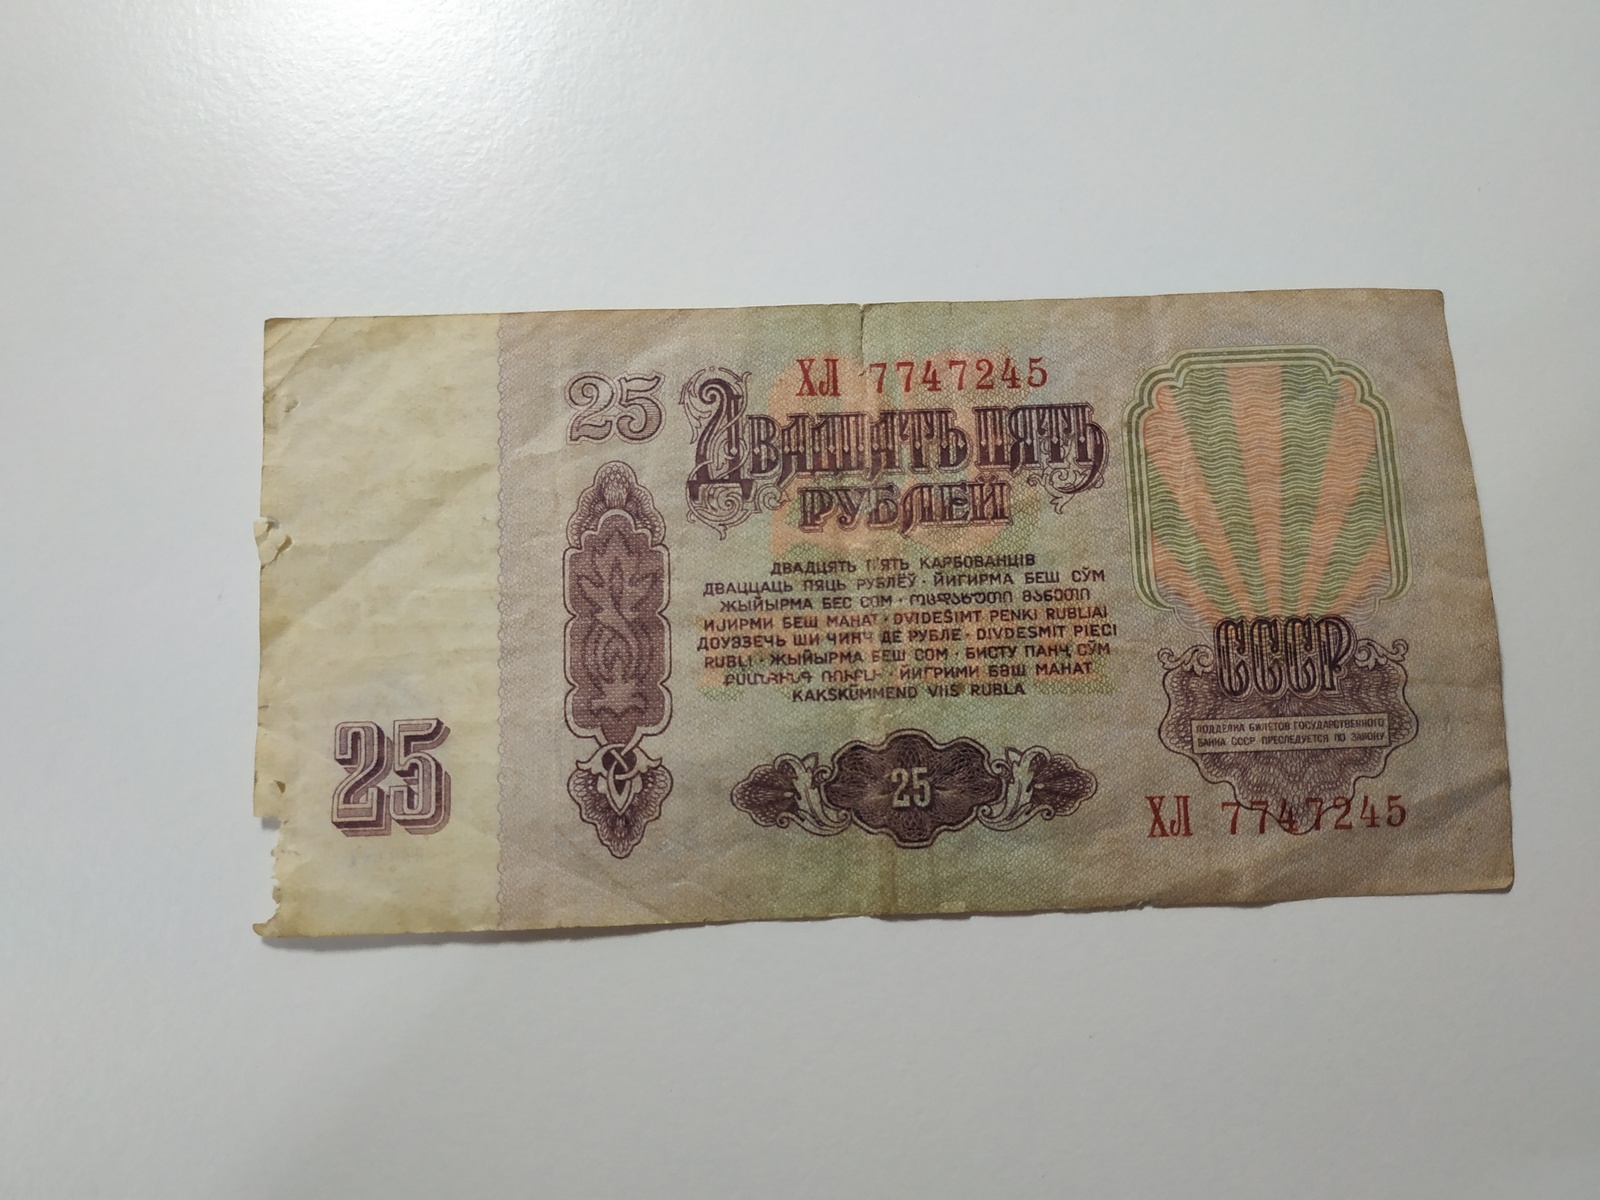 ХЛ 7747245
25
ДВАДЦАТЬ ПЯТЬ
РУБЛЕЙ
ДВАДЦЯТЬ П'ЯТЬ КАРБОВАНЦІВ
ДВАЦЦАЦЬ ПЯЦЬ РУБЛЁЎ · ЙИГИРМА БЕШ СЎМ
ЖЫЙЫРМА БЕС СОМ · ᲝᲪᲓᲐᲮᲣᲗᲘ ᲛᲐᲜᲔᲗᲘ
ИЈИРМИ БЕШ МАНАТ · DVIDEŠIMT PENKI RUBLIAI
ДОУЭЗЕЧЬ ШИ ЧИНЧ ДЕ РУБЛЕ · DIVDESMIT PIECI
RUBĻI · ЖЫЙЫРМА БЕШ СОМ · БИСТУ ПАНҶ СЎМ
ՔՍԱՆՀԻՆԳ ՌՈՒԲԼԻ · ЙИГРИМИ БӘШ МАНАТ
KAKSKÜMMEND VIIS RUBLA
25
25
СССР
ПОДДЕЛКА БИЛЕТОВ ГОСУДАРСТВЕННОГО
БАНКА СССР ПРЕСЛЕДУЕТСЯ ПО ЗАКОНУ
ХЛ 7747245